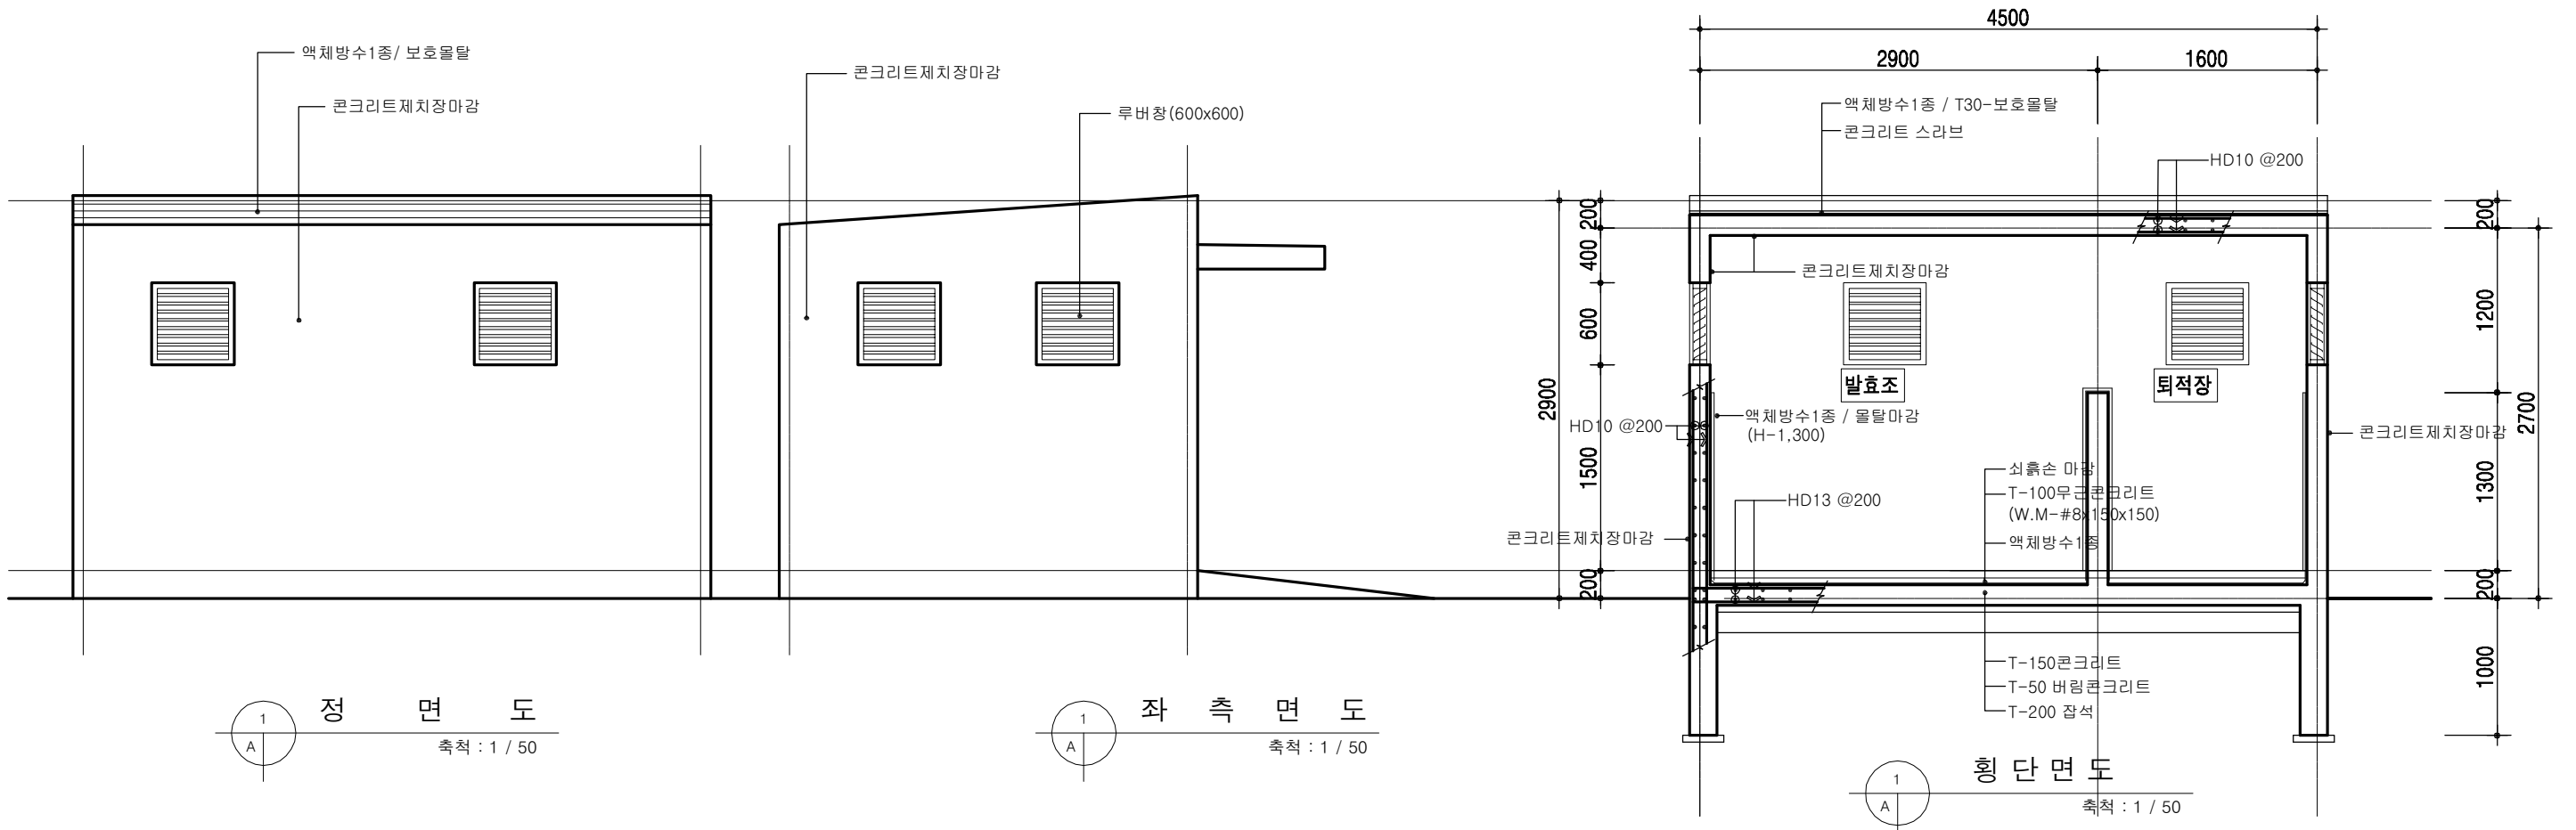 액체방수1종/ 보호몰탈
콘크리트제치장마감
1
A
정 면 도
축척 : 1 / 50
콘크리트제치장마감
루버창(600x600)
1
A
좌 측 면 도
축척 : 1 / 50
4500
2900
1600
액체방수1종 / T30-보호몰탈
콘크리트 스라브
HD10 @200
콘크리트제치장마감
발효조
퇴적장
액체방수1종 / 몰탈마감
(H-1,300)
HD10 @200
콘크리트제치장마감
쇠흙손 마감
T-100무근콘크리트
(W.M-#8x150x150)
액체방수1종
HD13 @200
콘크리트제치장마감
T-150콘크리트
T-50 버림콘크리트
T-200 잡석
2900
200
400
600
1500
200
200
1200
1300
200
1000
2700
1
A
횡단면도
축척 : 1 / 50